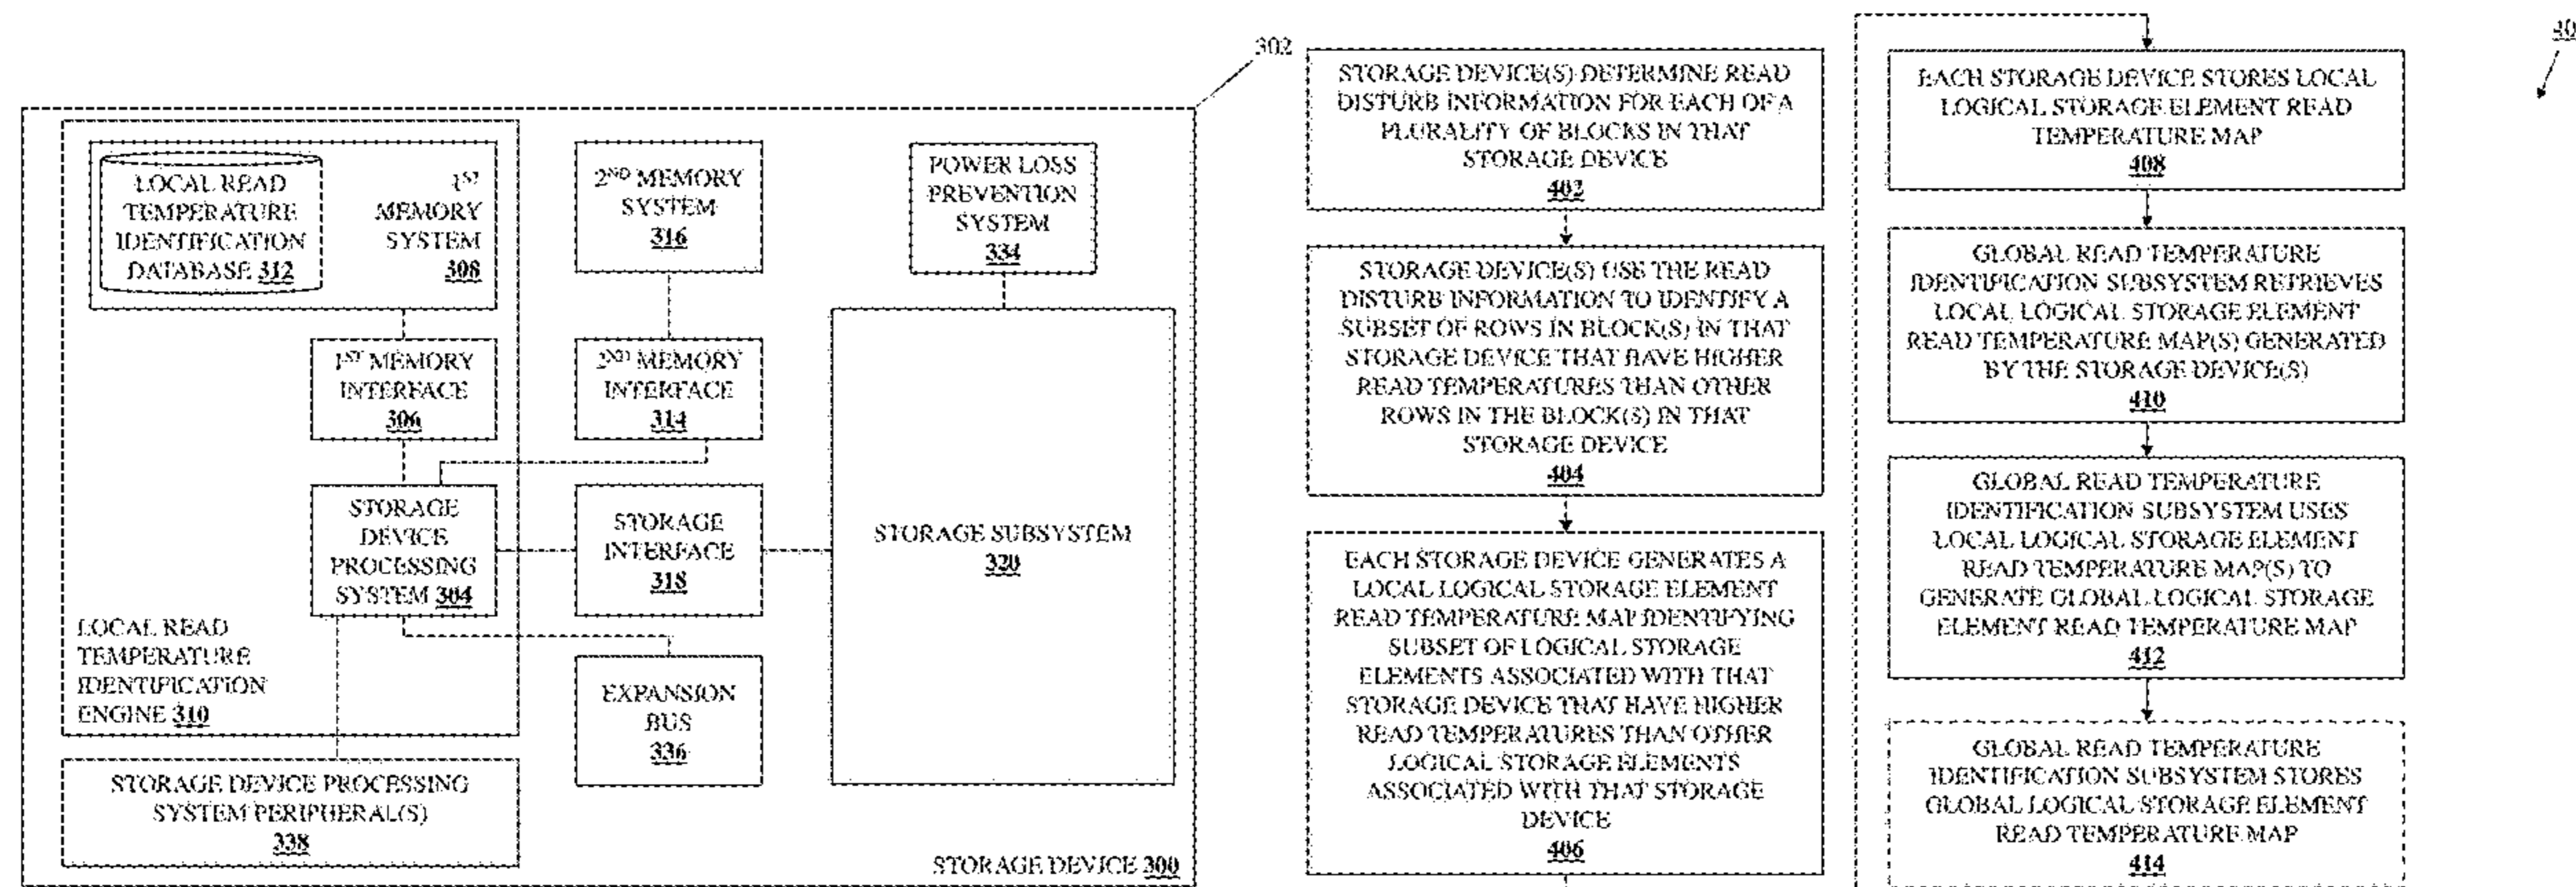 302
LOCAL READ
TEMPERATURE
IDENTIFICATION
DATABASE 312
1ST
MEMORY
SYSTEM
308
2ND MEMORY
SYSTEM
316
POWER LOSS
PREVENTION
SYSTEM
334
1ST MEMORY
INTERFACE
306
2ND MEMORY
INTERFACE
314
STORAGE
DEVICE
PROCESSING
SYSTEM 304
STORAGE
INTERFACE
318
STORAGE SUBSYSTEM
320
LOCAL READ
TEMPERATURE
IDENTIFICATION
ENGINE 310
EXPANSION
BUS
336
STORAGE DEVICE PROCESSING
SYSTEM PERIPHERAL(S)
338
STORAGE DEVICE 300
STORAGE DEVICE(S) DETERMINE READ
DISTURB INFORMATION FOR EACH OF A
PLURALITY OF BLOCKS IN THAT
STORAGE DEVICE
402
STORAGE DEVICE(S) USE THE READ
DISTURB INFORMATION TO IDENTIFY A
SUBSET OF ROWS IN BLOCK(S) IN THAT
STORAGE DEVICE THAT HAVE HIGHER
READ TEMPERATURES THAN OTHER
ROWS IN THE BLOCK(S) IN THAT
STORAGE DEVICE
404
EACH STORAGE DEVICE GENERATES A
LOCAL LOGICAL STORAGE ELEMENT
READ TEMPERATURE MAP IDENTIFYING
SUBSET OF LOGICAL STORAGE
ELEMENTS ASSOCIATED WITH THAT
STORAGE DEVICE THAT HAVE HIGHER
READ TEMPERATURES THAN OTHER
LOGICAL STORAGE ELEMENTS
ASSOCIATED WITH THAT STORAGE
DEVICE
406
EACH STORAGE DEVICE STORES LOCAL
LOGICAL STORAGE ELEMENT READ
TEMPERATURE MAP
408
GLOBAL READ TEMPERATURE
IDENTIFICATION SUBSYSTEM RETRIEVES
LOCAL LOGICAL STORAGE ELEMENT
READ TEMPERATURE MAP(S) GENERATED
BY THE STORAGE DEVICE(S)
410
GLOBAL READ TEMPERATURE
IDENTIFICATION SUBSYSTEM USES
LOCAL LOGICAL STORAGE ELEMENT
READ TEMPERATURE MAP(S) TO
GENERATE GLOBAL LOGICAL STORAGE
ELEMENT READ TEMPERATURE MAP
412
GLOBAL READ TEMPERATURE
IDENTIFICATION SUBSYSTEM STORES
GLOBAL LOGICAL STORAGE ELEMENT
READ TEMPERATURE MAP
414